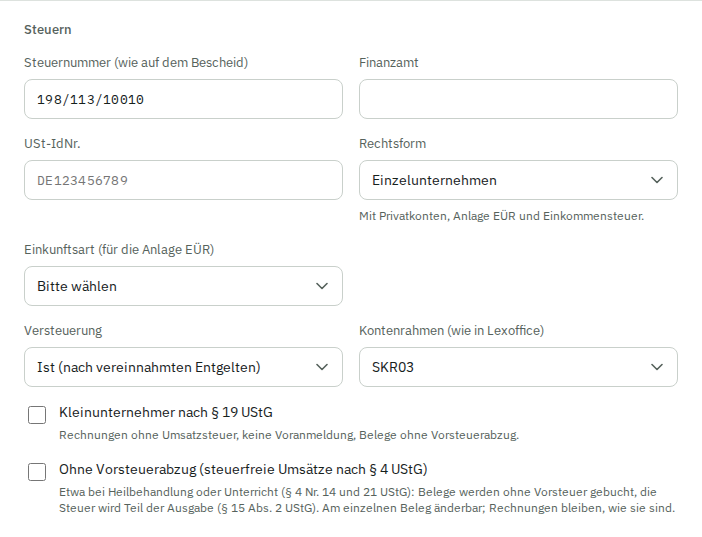 Steuern
Steuernummer (wie auf dem Bescheid)
Finanzamt
198/113/10010
USt-IdNr.
Rechtsform
DE123456789
Einzelunternehmen
Mit Privatkonten, Anlage EÜR und Einkommensteuer.
Einkunftsart (für die Anlage EÜR)
Bitte wählen
Versteuerung
Kontenrahmen (wie in Lexoffice)
Ist (nach vereinnahmten Entgelten)
SKR03
Kleinunternehmer nach § 19 UStG
Rechnungen ohne Umsatzsteuer, keine Voranmeldung, Belege ohne Vorsteuerabzug.
Ohne Vorsteuerabzug (steuerfreie Umsätze nach § 4 UStG)
Etwa bei Heilbehandlung oder Unterricht (§ 4 Nr. 14 und 21 UStG): Belege werden ohne Vorsteuer gebucht, die
Steuer wird Teil der Ausgabe (§ 15 Abs. 2 UStG). Am einzelnen Beleg änderbar; Rechnungen bleiben, wie sie sind.